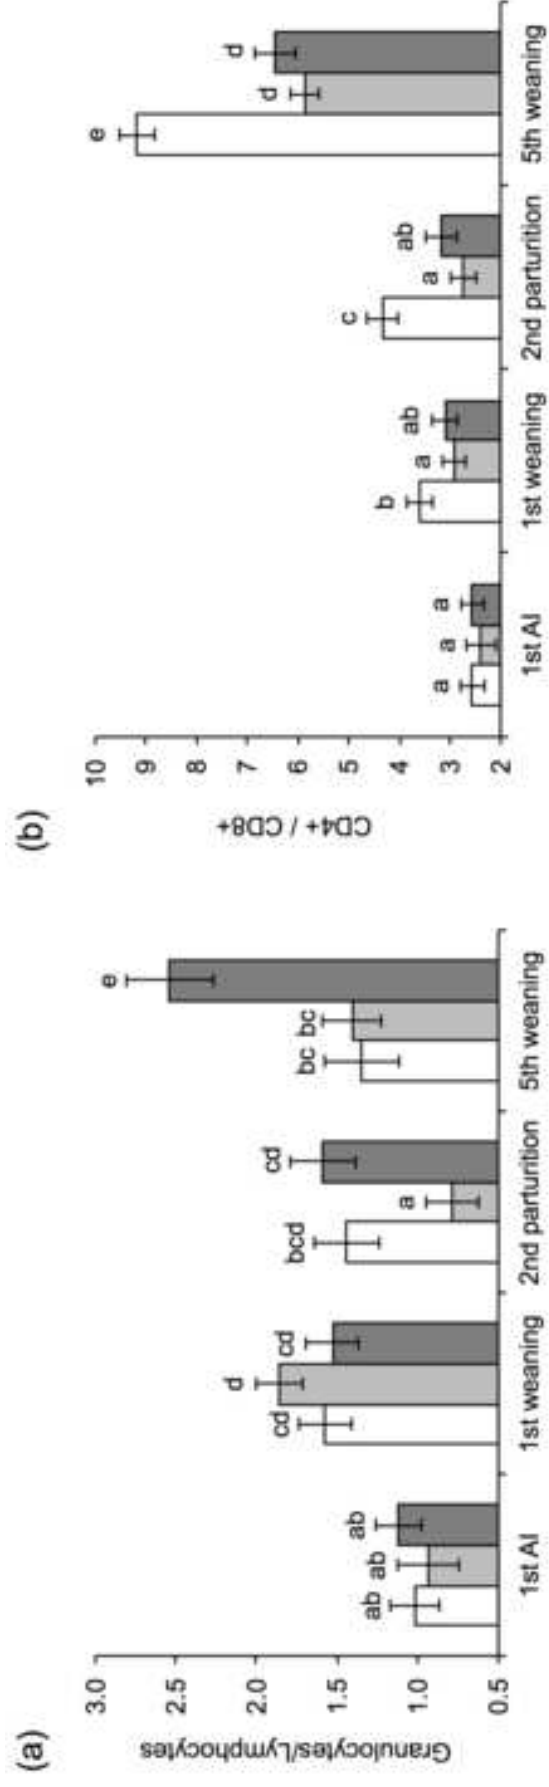 (a)
Granulocytes/Lymphocytes
3.0
2.5
2.0
1.5
1.0
0.5
ab
ab
ab
cd
d
cd
bcd
a
cd
bc
bc
e
1st AI
1st weaning
2nd parturition
5th weaning
(b)
CD4+ / CD8+
10
9
8
7
6
5
4
3
2
a
a
a
b
a
ab
c
a
ab
e
d
d
1st AI
1st weaning
2nd parturition
5th weaning